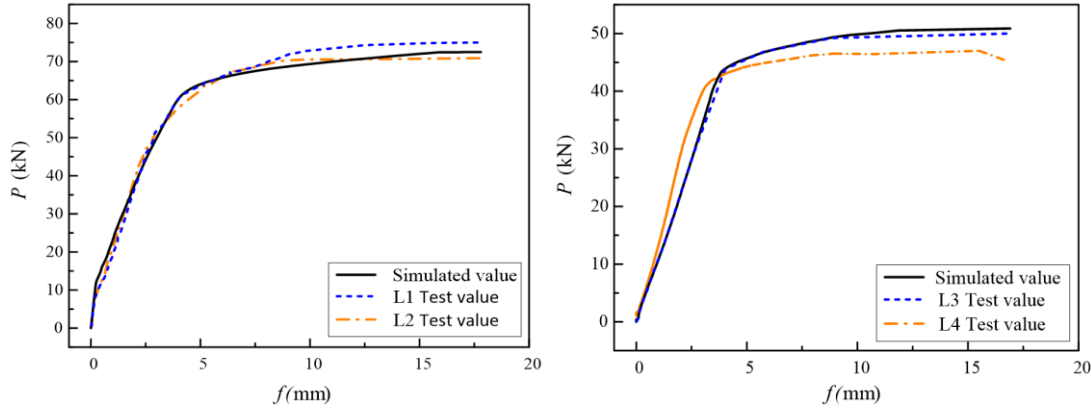 80
70
60
50
40
30
20
10
0
P (kN)
Simulated value
L1 Test value
L2 Test value
0 5 10 15 20
f(mm)
50
40
30
20
10
0
P (kN)
Simulated value
L3 Test value
L4 Test value
0 5 10 15 20
f(mm)